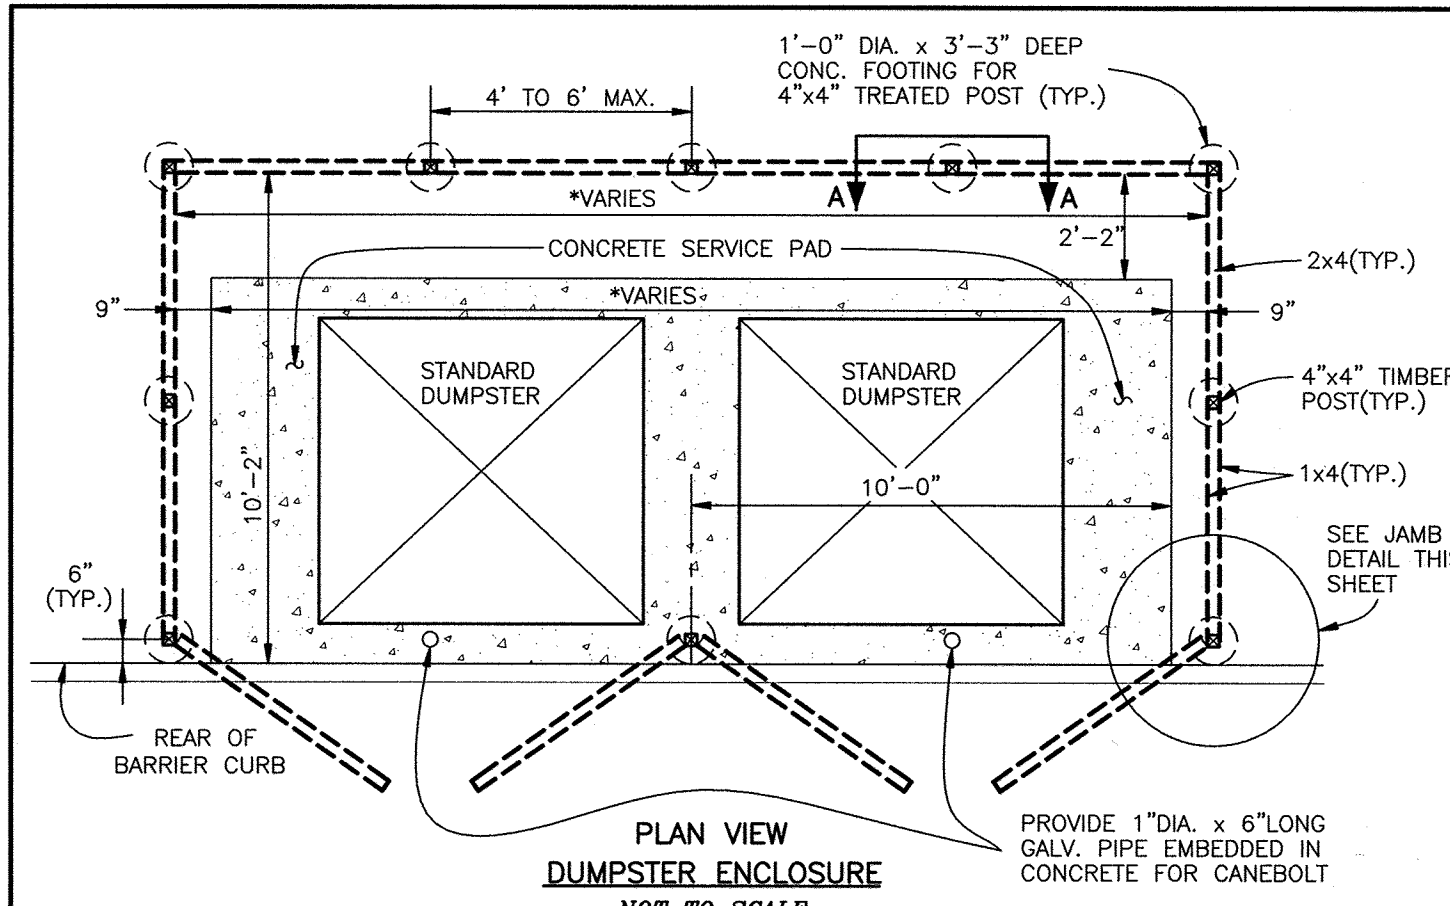 1'-0" DIA. x 3'-3" DEEP
CONC. FOOTING FOR
4"x4" TREATED POST (TYP.)
4' TO 6' MAX.
*VARIES
A
A
2'-2"
CONCRETE SERVICE PAD
2x4(TYP.)
9"
*VARIES
9"
STANDARD
DUMPSTER
STANDARD
DUMPSTER
4"x4" TIMBER
POST(TYP.)
10'-2"
10'-0"
1x4(TYP.)
SEE JAMB
DETAIL THIS
SHEET
6"
(TYP.)
REAR OF
BARRIER CURB
PLAN VIEW
DUMPSTER ENCLOSURE
NOT TO SCALE
PROVIDE 1"DIA. x 6"LONG
GALV. PIPE EMBEDDED IN
CONCRETE FOR CANEBOLT